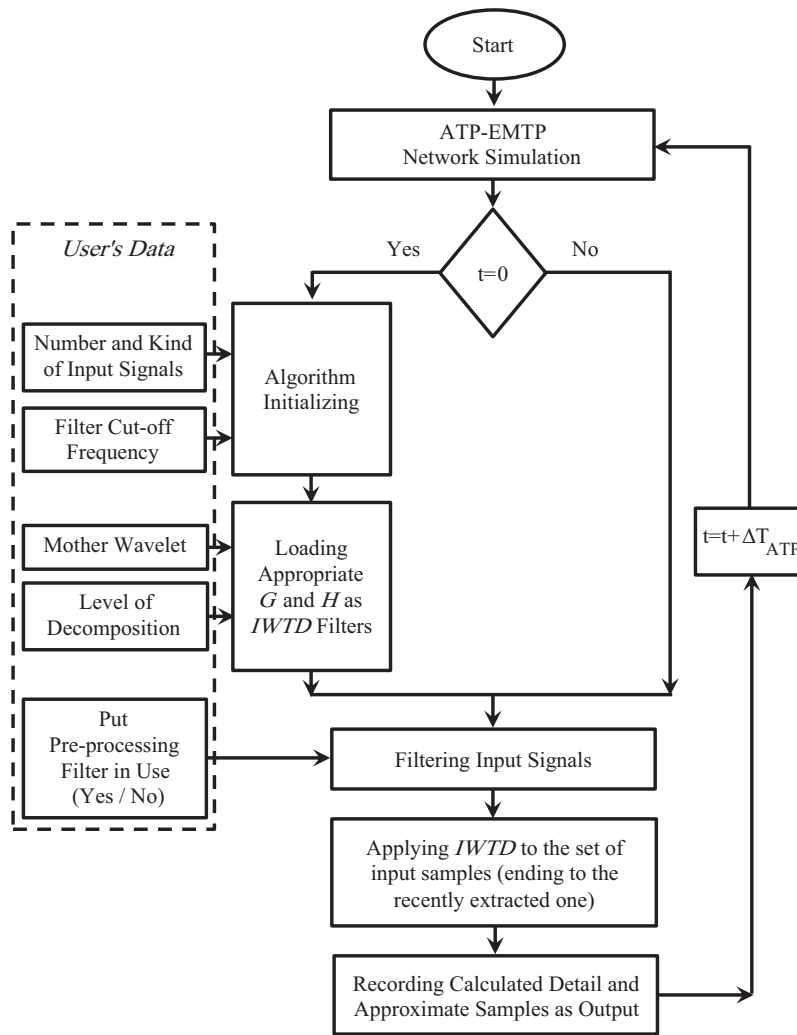 Start
ATP-EMTP
Network Simulation
User's Data
Yes
No
t=0
Number and Kind
of Input Signals
Algorithm
Initializing
Filter Cut-off
Frequency
Mother Wavelet
Loading
Appropriate
G and H as
IWTD Filters
t=t+ΔT_ATP
Level of
Decomposition
Put
Pre-processing
Filter in Use
(Yes / No)
Filtering Input Signals
Applying IWTD to the set of
input samples (ending to the
recently extracted one)
Recording Calculated Detail and
Approximate Samples as Output